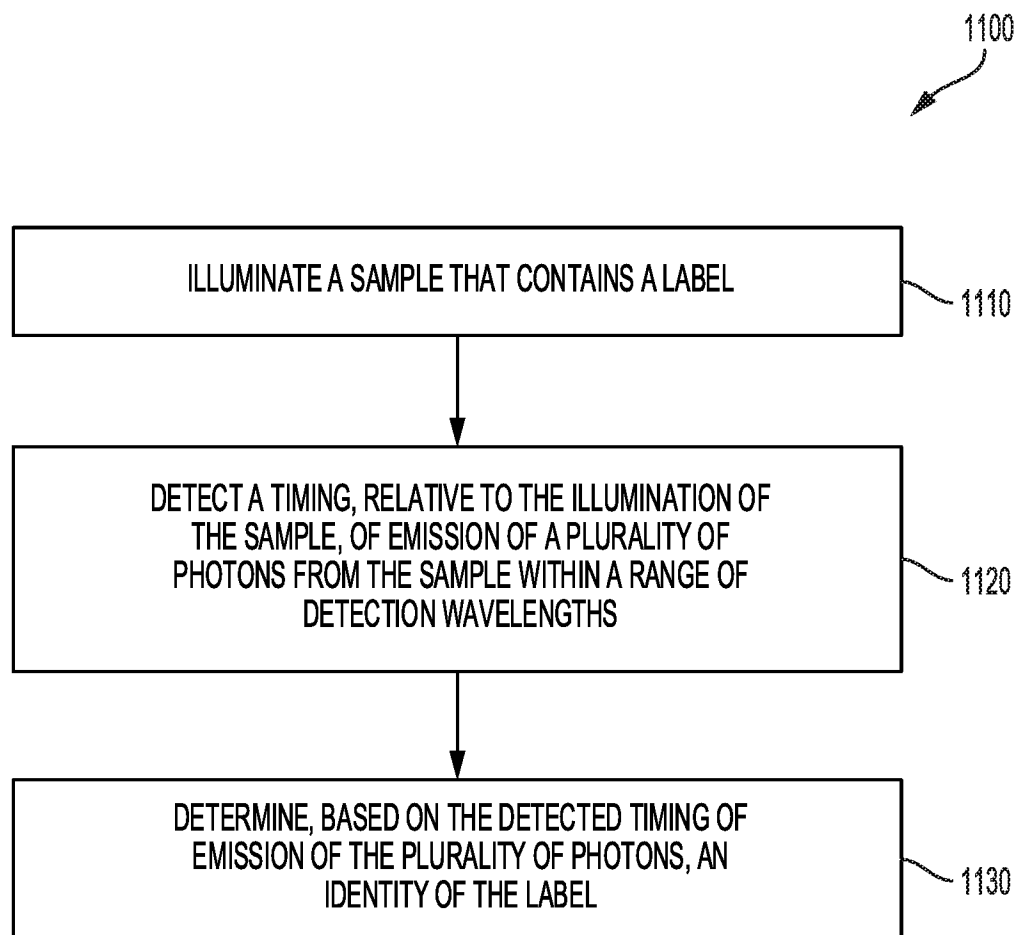 1100
ILLUMINATE A SAMPLE THAT CONTAINS A LABEL
1110
DETECT A TIMING, RELATIVE TO THE ILLUMINATION OF
THE SAMPLE, OF EMISSION OF A PLURALITY OF
PHOTONS FROM THE SAMPLE WITHIN A RANGE OF
DETECTION WAVELENGTHS
1120
DETERMINE, BASED ON THE DETECTED TIMING OF
EMISSION OF THE PLURALITY OF PHOTONS, AN
IDENTITY OF THE LABEL
1130